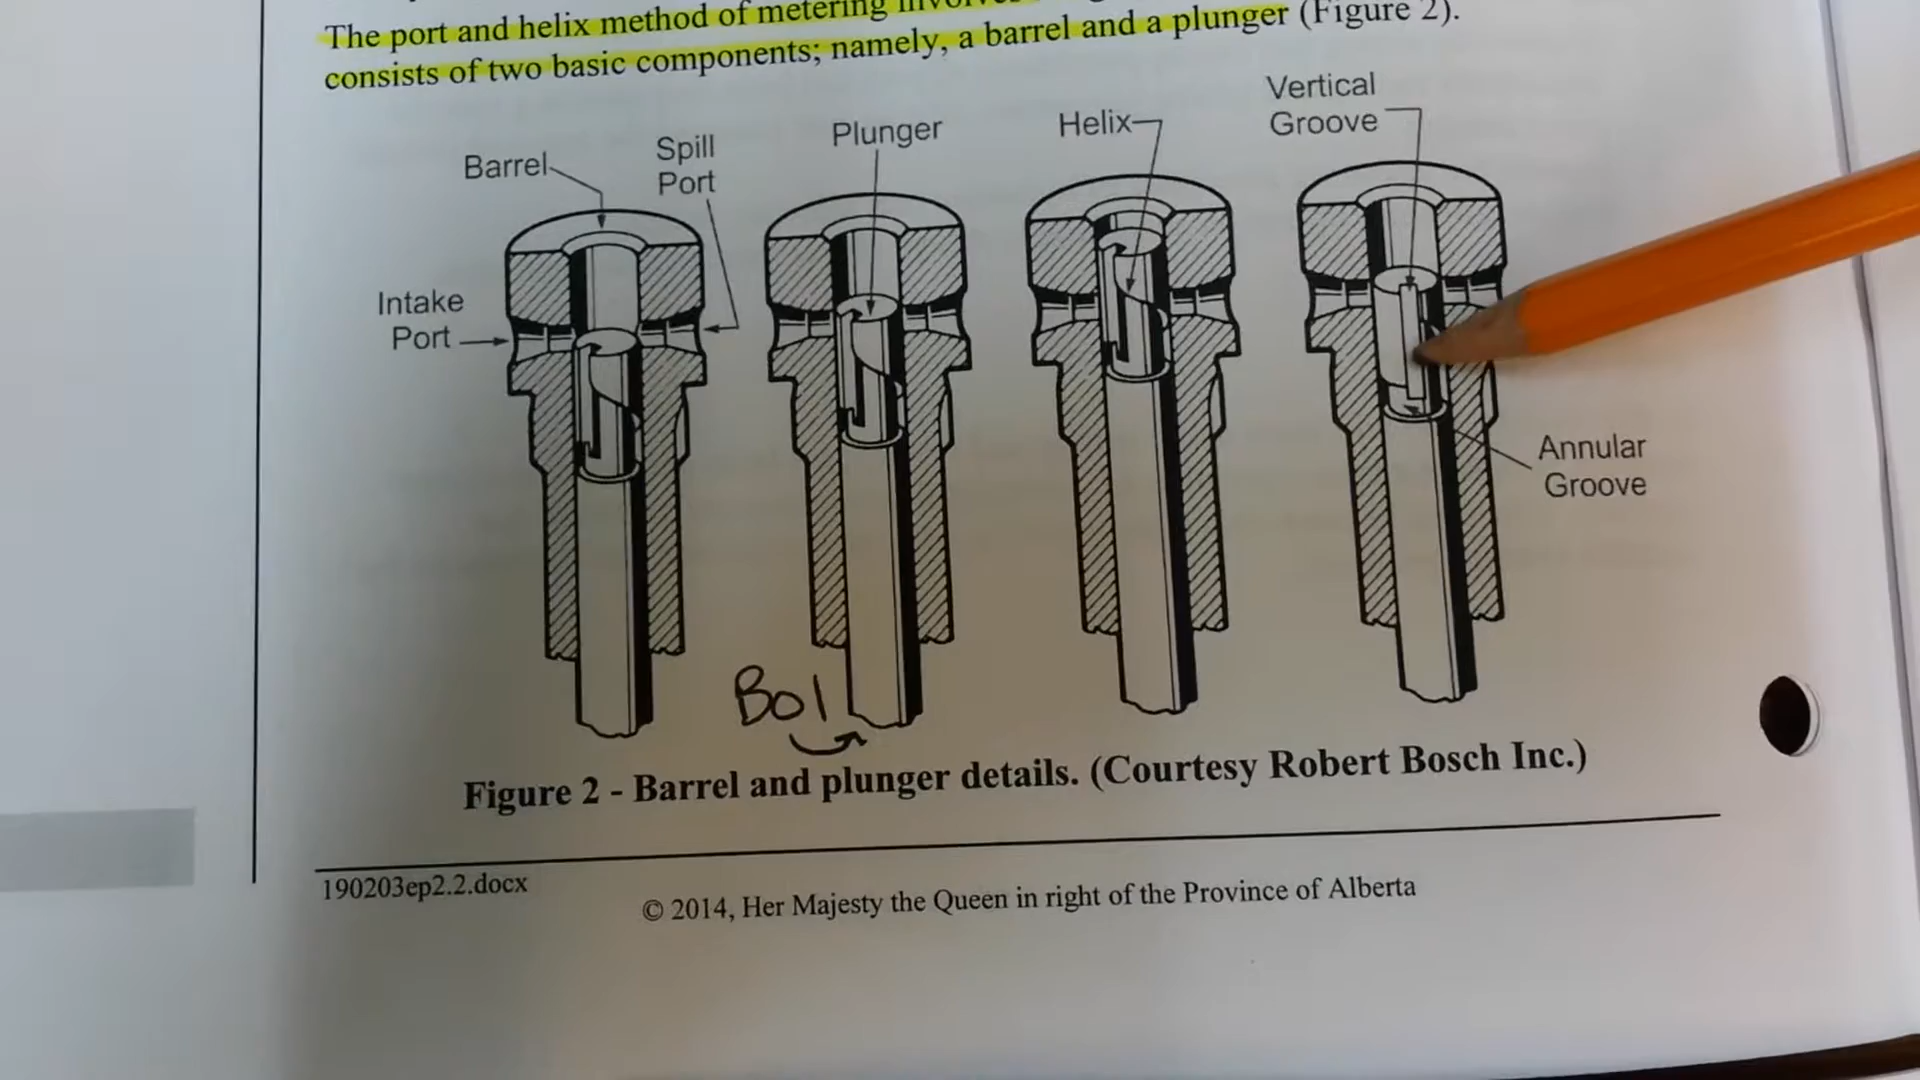 The port and helix method of metering
consists of two basic components; namely, a barrel and a plunger (Figure 2).
Vertical
Groove
Helix
Plunger
Spill
Port
Barrel
Intake
Port
Annular
Groove
BoI
Figure 2 - Barrel and plunger details. (Courtesy Robert Bosch Inc.)
190203ep2.2.docx
© 2014, Her Majesty the Queen in right of the Province of Alberta